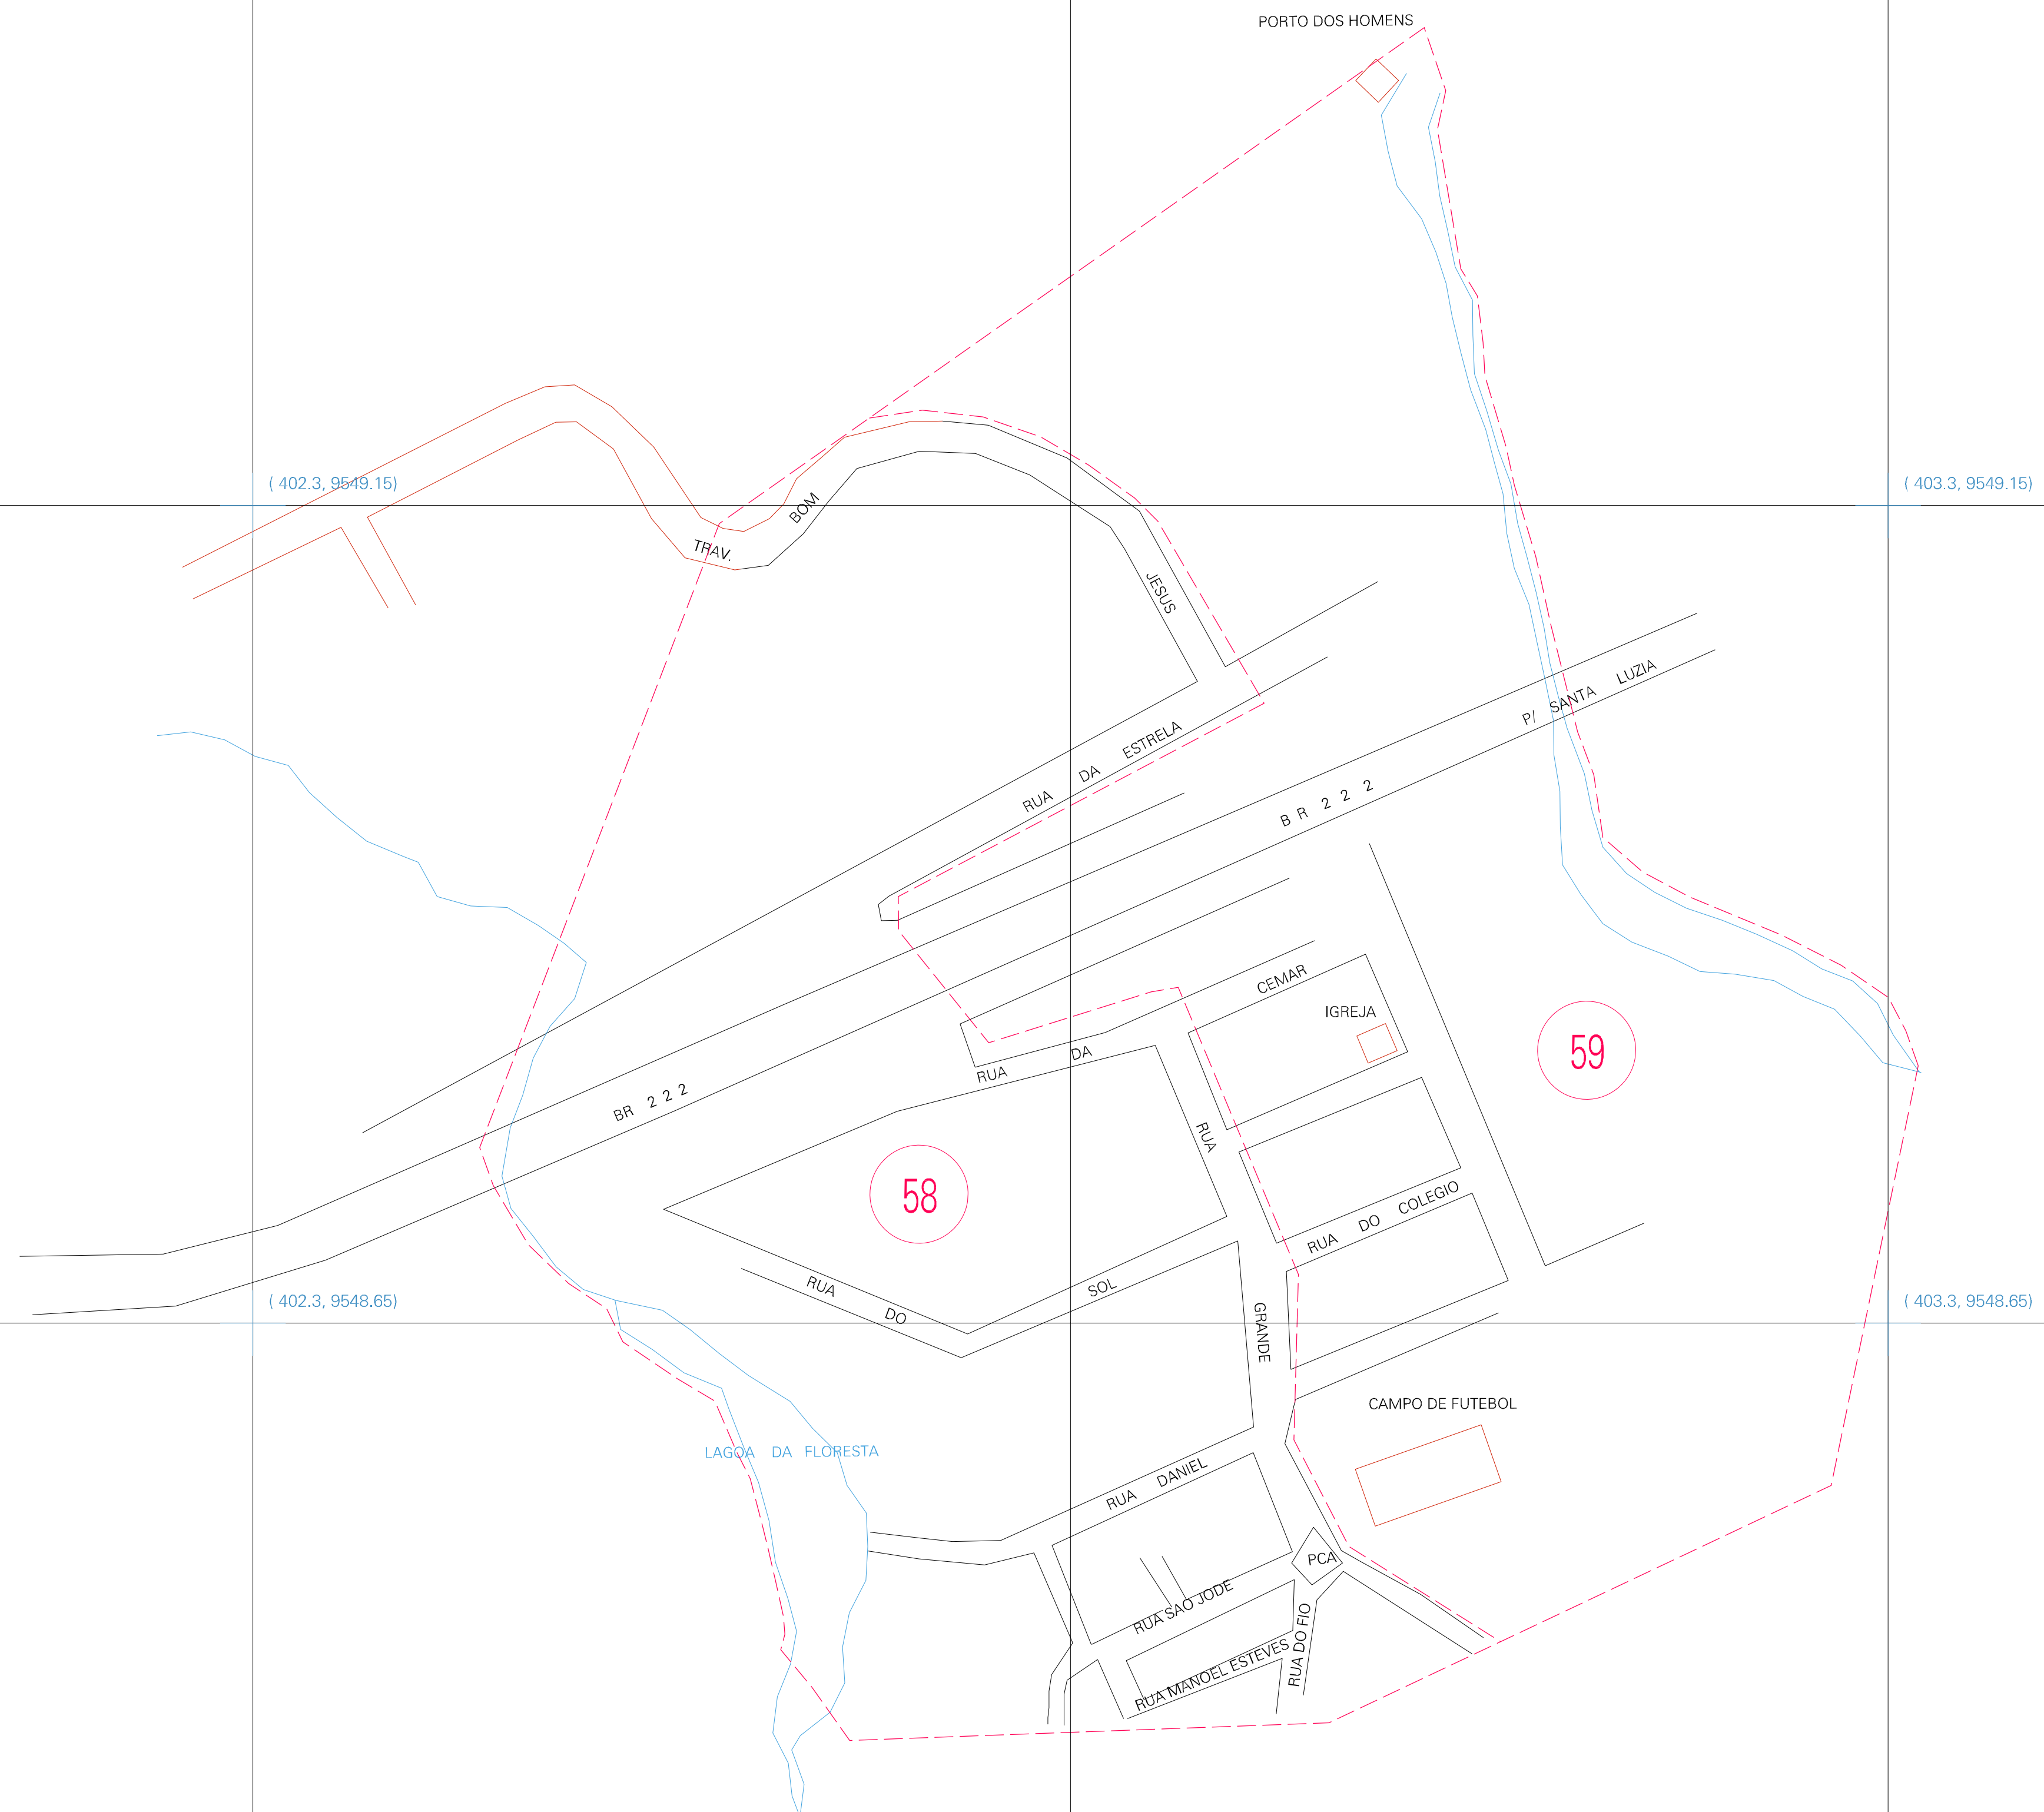 PORTO DOS HOMENS
( 402.3, 9549.15)
( 403.3, 9549.15)
TRAV. BOM JESUS
RUA DA ESTRELA
P/ SANTA LUZIA
B R 2 2 2
BR 2 2 2
RUA DA CEMAR
IGREJA
59
58
RUA GRANDE
RUA DO COLEGIO
RUA DO SOL
( 402.3, 9548.65)
( 403.3, 9548.65)
CAMPO DE FUTEBOL
LAGOA DA FLORESTA
RUA DANIEL
PCA
RUA SAO JODE
RUA DO FIO
RUA MANOEL ESTEVES